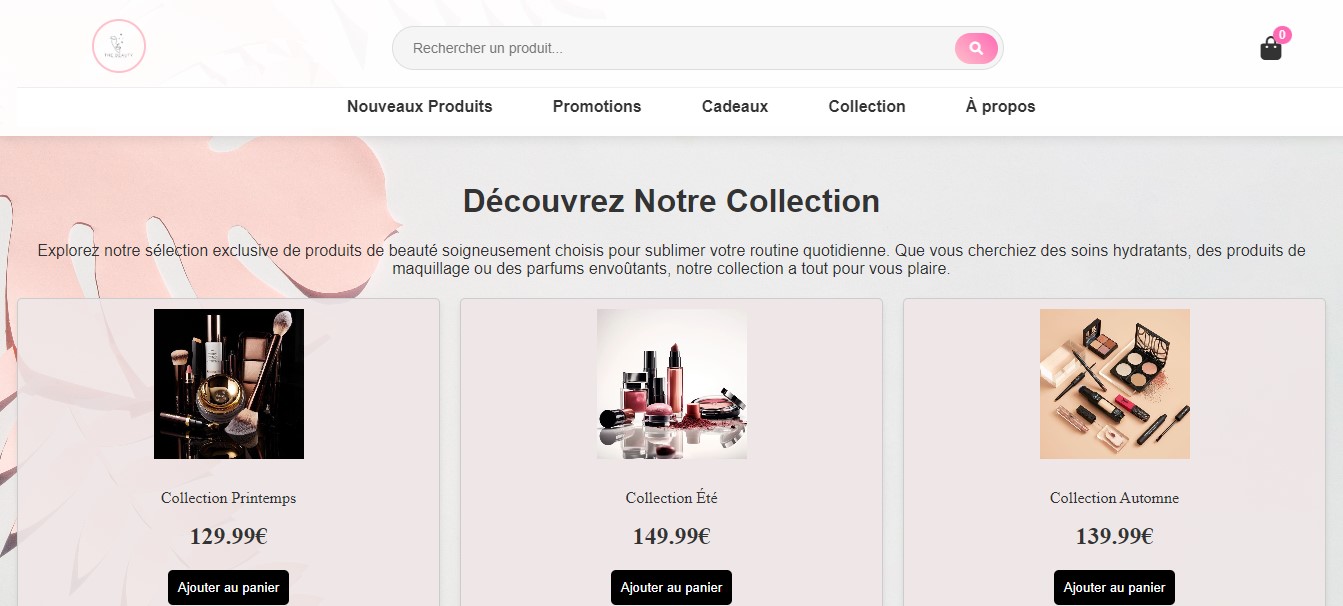 THE BEAUTY
Rechercher un produit...
0
Nouveaux Produits
Promotions
Cadeaux
Collection
À propos
Découvrez Notre Collection
Explorez notre sélection exclusive de produits de beauté soigneusement choisis pour sublimer votre routine quotidienne. Que vous cherchiez des soins hydratants, des produits de
maquillage ou des parfums envoûtants, notre collection a tout pour vous plaire.
Collection Printemps
129.99€
Ajouter au panier
Collection Été
149.99€
Ajouter au panier
Collection Automne
139.99€
Ajouter au panier